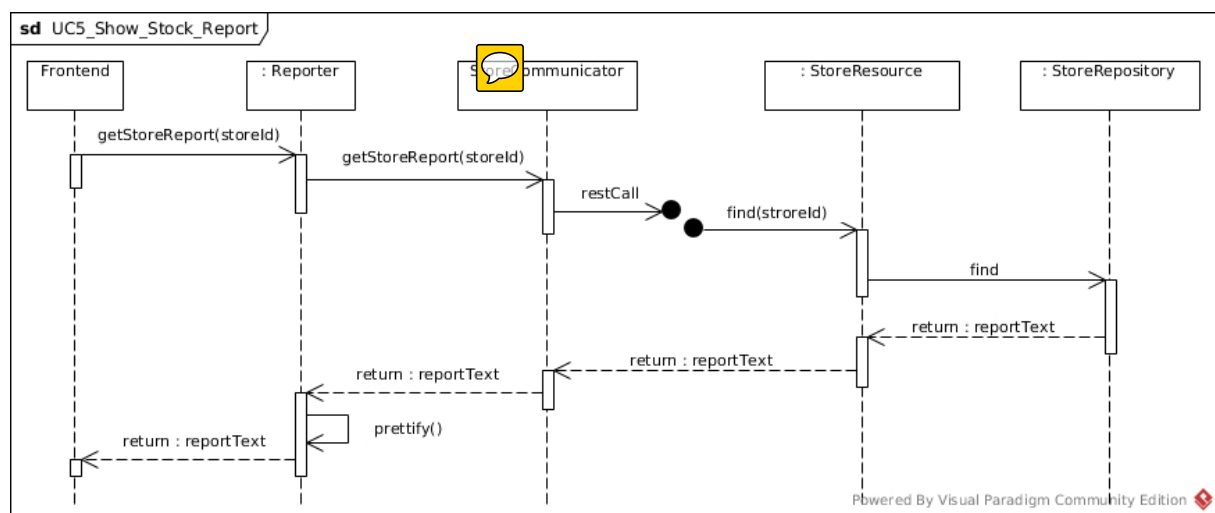 sd UC5_Show_Stock_Report
Frontend
: Reporter
StoreCommunicator
: StoreResource
: StoreRepository
getStoreReport(storeId)
getStoreReport(storeId)
restCall
find(stroreId)
find
return : reportText
return : reportText
return : reportText
prettify()
return : reportText
Powered By Visual Paradigm Community Edition